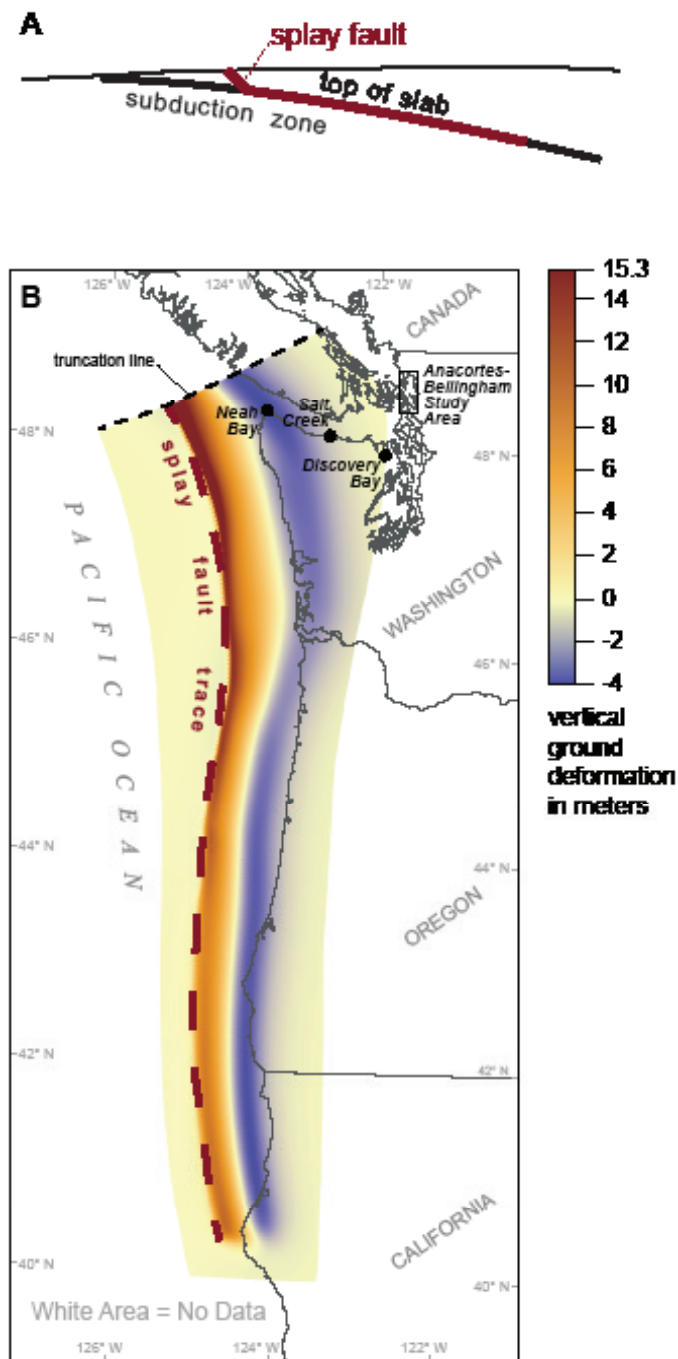 A
splay fault
top of slab
subduction zone
B
126° W
124° W
122° W
CANADA
truncation line
Anacortes-
Bellingham
Study
Area
Neah
Bay
Salt
Creek
Discovery
Bay
48° N
48° N
splay fault trace
PACIFIC OCEAN
WASHINGTON
46° N
46° N
44° N
44° N
OREGON
42° N
42° N
CALIFORNIA
40° N
40° N
White Area = No Data
126° W
124° W
122° W
15.3
14
12
10
8
6
4
2
0
-2
-4
vertical
ground
deformation
in meters